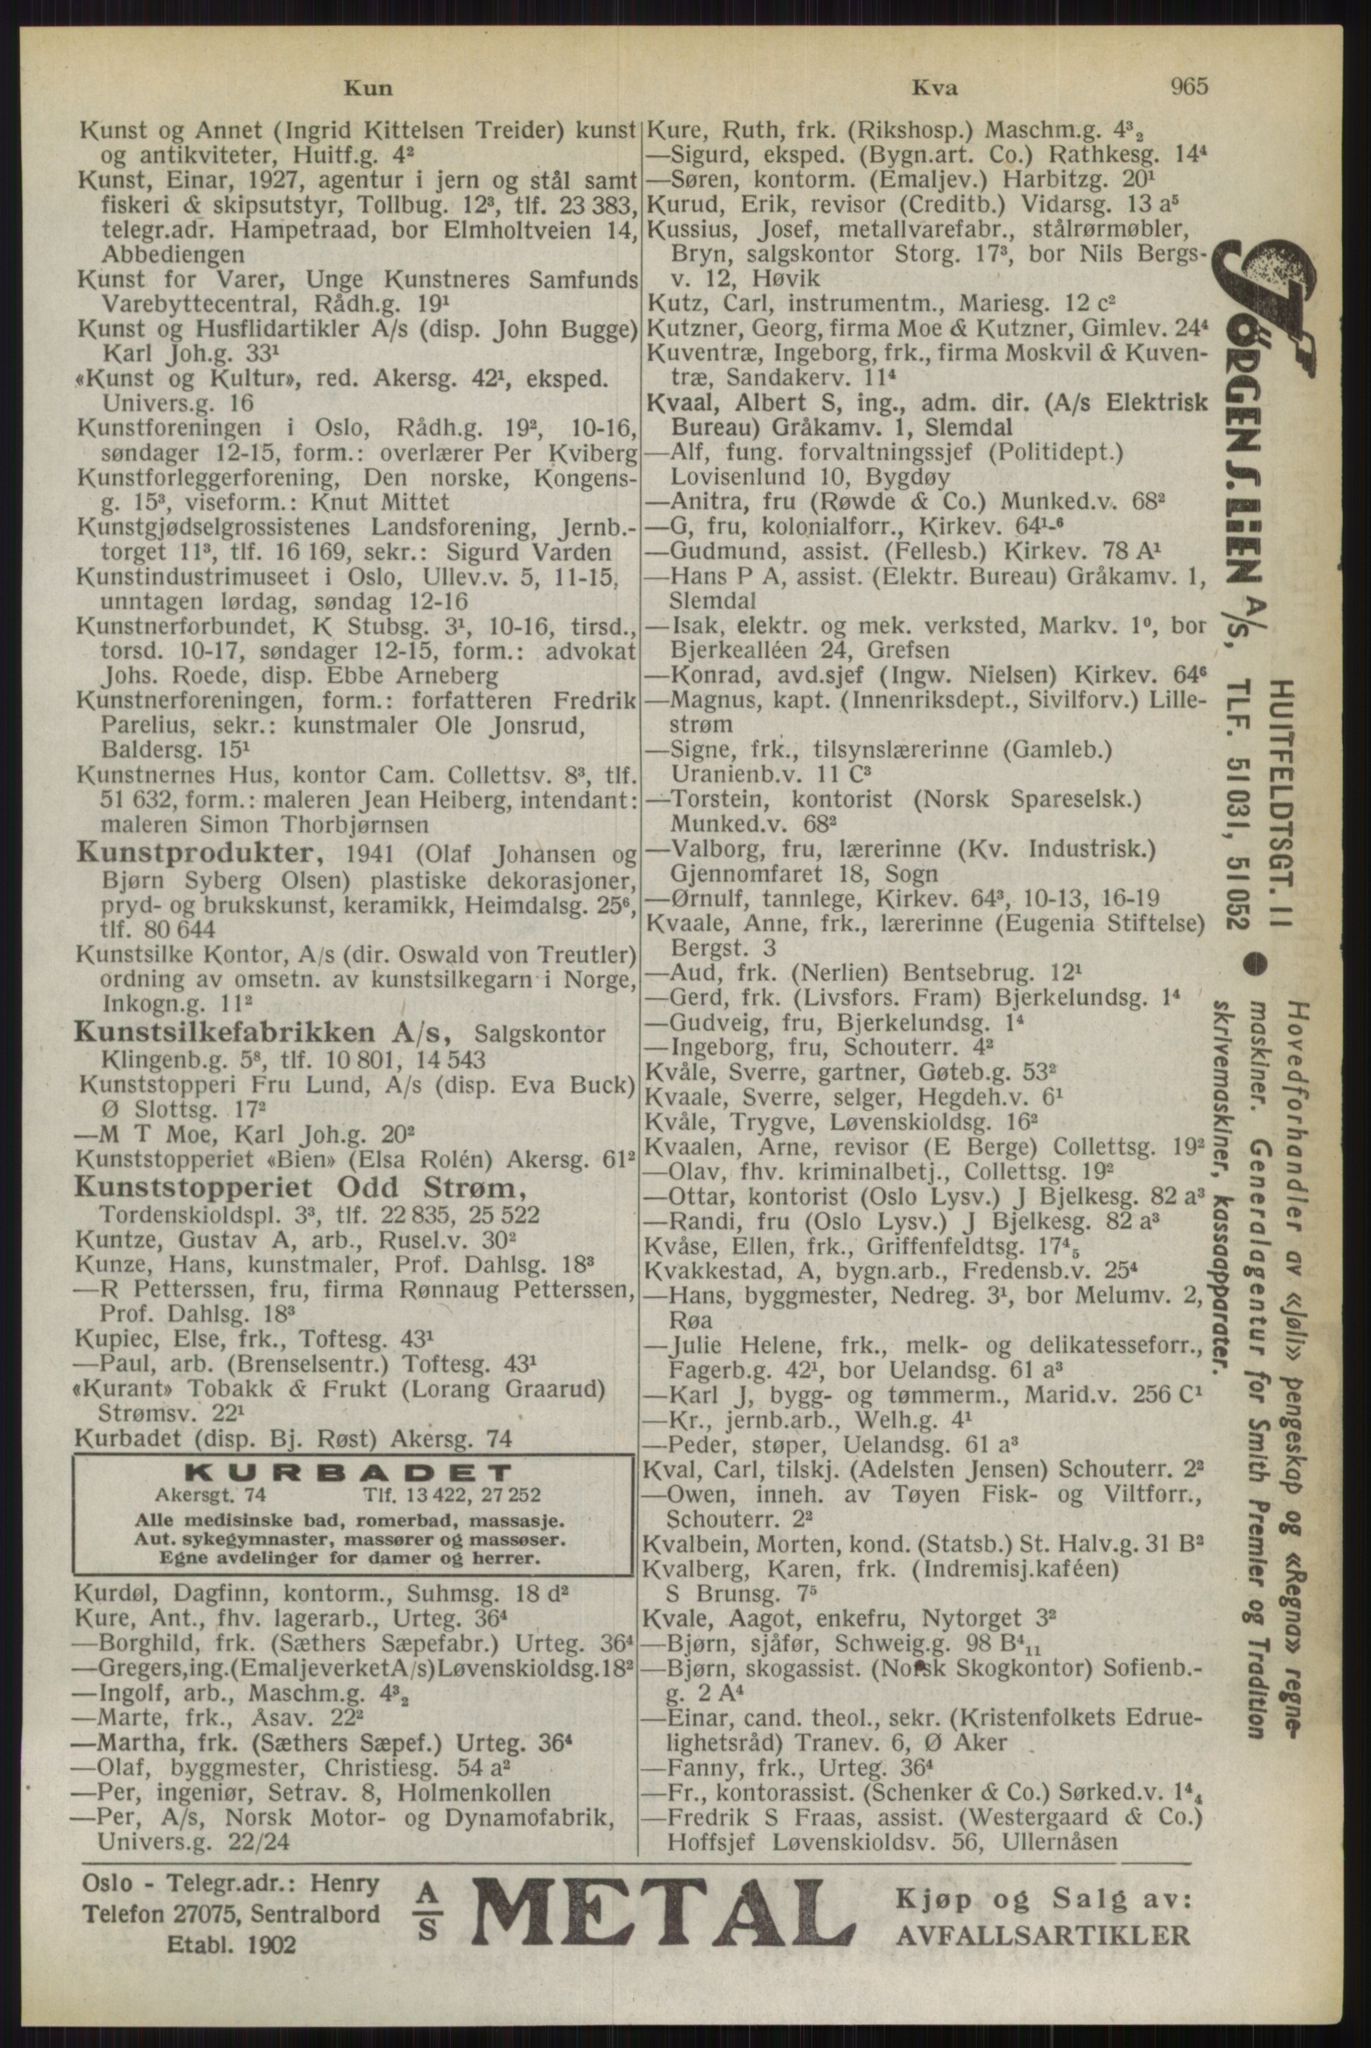 Kun
Kva
965
Kunst og Annet (Ingrid Kittelsen Treider) kunst
og antikviteter, Huitf.g. 4²
Kunst, Einar, 1927, agentur i jern og stål samt
fiskeri & skipsutstyr, Tollbug. 12³, tlf. 23 383,
telegr.adr. Hampetraad, bor Elmholtveien 14,
Abbediengen
Kunst for Varer, Unge Kunstneres Samfunds
Varebyttecentral, Rådh.g. 19¹
Kunst og Husflidartikler A/s (disp. John Bugge)
Karl Joh.g. 33¹
«Kunst og Kultur», red. Akersg. 42¹, eksped.
Univers.g. 16
Kunstforeningen i Oslo, Rådh.g. 19², 10-16,
søndager 12-15, form.: overlærer Per Kviberg
Kunstforleggerforening, Den norske, Kongens-
g. 15³, viseform.: Knut Mittet
Kunstgjødselgrossistenes Landsforening, Jernb.-
torget 11³, tlf. 16 169, sekr.: Sigurd Varden
Kunstindustrimuseet i Oslo, Ullev.v. 5, 11-15,
unntagen lørdag, søndag 12-16
Kunstnerforbundet, K Stubsg. 3¹, 10-16, tirsd.,
torsd. 10-17, søndager 12-15, form.: advokat
Johs. Roede, disp. Ebbe Arneberg
Kunstnerforeningen, form.: forfatteren Fredrik
Parelius, sekr.: kunstmaler Ole Jonsrud,
Baldersg. 15¹
Kunstnernes Hus, kontor Cam. Collettsv. 8³, tlf.
51 632, form.: maleren Jean Heiberg, intendant:
maleren Simon Thorbjørnsen
Kunstprodukter, 1941 (Olaf Johansen og
Bjørn Syberg Olsen) plastiske dekorasjoner,
pryd- og brukskunst, keramikk, Heimdalsg. 25⁶,
tlf. 80 644
Kunstsilke Kontor, A/s (dir. Oswald von Treutler)
ordning av omsetn. av kunstsilkegarn i Norge,
Inkogn.g. 11²
Kunstsilkefabrikken A/s, Salgskontor
Klingenb.g. 5⁸, tlf. 10 801, 14 543
Kunststopperi Fru Lund, A/s (disp. Eva Buck)
Ø Slottsg. 17²
—M T Moe, Karl Joh.g. 20²
Kunststopperiet «Bien» (Elsa Rolén) Akersg. 61²
Kunststopperiet Odd Strøm,
Tordenskioldspl. 3³, tlf. 22 835, 25 522
Kuntze, Gustav A, arb., Rusel.v. 30²
Kunze, Hans, kunstmaler, Prof. Dahlsg. 18³
—R Petterssen, fru, firma Rønnaug Petterssen,
Prof. Dahlsg. 18³
Kupiec, Else, frk., Toftesg. 43¹
—Paul, arb. (Brenselsentr.) Toftesg. 43¹
«Kurant» Tobakk & Frukt (Lorang Graarud)
Strømsv. 22¹
Kurbadet (disp. Bj. Røst) Akersg. 74
KURBADET
Akersgt. 74 Tlf. 13 422, 27 252
Alle medisinske bad, romerbad, massasje.
Aut. sykegymnaster, massører og massøser.
Egne avdelinger for damer og herrer.
Kurdøl, Dagfinn, kontorm., Suhmsg. 18 d²
Kure, Ant., fhv. lagerarb., Urteg. 36⁴
—Borghild, frk. (Sæthers Sæpefabr.) Urteg. 36⁴
—Gregers,ing.(EmaljeverketA/s)Løvenskioldsg.18²
—Ingolf, arb., Maschm.g. 4³₂
—Marte, frk., Åsav. 22²
—Martha, frk. (Sæthers Sæpef.) Urteg. 36⁴
—Olaf, byggmester, Christiesg. 54 a²
—Per, ingeniør, Setrav. 8, Holmenkollen
—Per, A/s, Norsk Motor- og Dynamofabrik,
Univers.g. 22/24
Kure, Ruth, frk. (Rikshosp.) Maschm.g. 4³₂
—Sigurd, eksped. (Bygn.art. Co.) Rathkesg. 14⁴
—Søren, kontorm. (Emaljev.) Harbitzg. 20¹
Kurud, Erik, revisor (Creditb.) Vidarsg. 13 a⁵
Kussius, Josef, metallvarefabr., stålrørmøbler,
Bryn, salgskontor Storg. 17³, bor Nils Bergs-
v. 12, Høvik
Kutz, Carl, instrumentm., Mariesg. 12 c²
Kutzner, Georg, firma Moe & Kutzner, Gimlev. 24⁴
Kuventræ, Ingeborg, frk., firma Moskvil & Kuven-
træ, Sandakerv. 11⁴
Kvaal, Albert S, ing., adm. dir. (A/s Elektrisk
Bureau) Gråkamv. 1, Slemdal
—Alf, fung. forvaltningssjef (Politidept.)
Lovisenlund 10, Bygdøy
—Anitra, fru (Røwde & Co.) Munked.v. 68²
—G, fru, kolonialforr., Kirkev. 64¹-⁶
—Gudmund, assist. (Fellesb.) Kirkev. 78 A¹
—Hans P A, assist. (Elektr. Bureau) Gråkamv. 1,
Slemdal
—Isak, elektr. og mek. verksted, Markv. 1⁰, bor
Bjerkealléen 24, Grefsen
—Konrad, avd.sjef (Ingw. Nielsen) Kirkev. 64⁶
—Magnus, kapt. (Innenriksdept., Sivilforv.) Lille-
strøm
—Signe, frk., tilsynslærerinne (Gamleb.)
Uranienb.v. 11 C³
—Torstein, kontorist (Norsk Spareselsk.)
Munked.v. 68²
—Valborg, fru, lærerinne (Kv. Industrisk.)
Gjennomfaret 18, Sogn
—Ørnulf, tannlege, Kirkev. 64³, 10-13, 16-19
Kvaale, Anne, frk., lærerinne (Eugenia Stiftelse)
Bergst. 3
—Aud, frk. (Nerlien) Bentsebrug. 12¹
—Gerd, frk. (Livsfors. Fram) Bjerkelundsg. 1⁴
—Gudveig, fru, Bjerkelundsg. 1⁴
—Ingeborg, fru, Schouterr. 4²
Kvåle, Sverre, gartner, Gøteb.g. 53²
Kvaale, Sverre, selger, Hegdeh.v. 6¹
Kvåle, Trygve, Løvenskioldsg. 16²
Kvaalen, Arne, revisor (E Berge) Collettsg. 19²
—Olav, fhv. kriminalbetj., Collettsg. 19²
—Ottar, kontorist (Oslo Lysv.) J Bjelkesg. 82 a³
—Randi, fru (Oslo Lysv.) J Bjelkesg. 82 a³
Kvåse, Ellen, frk., Griffenfeldtsg. 17⁴₅
Kvakkestad, A, bygn.arb., Fredensb.v. 25⁴
—Hans, byggmester, Nedreg. 3¹, bor Melumv. 2,
Røa
—Julie Helene, frk., melk- og delikatesseforr.,
Fagerb.g. 42¹, bor Uelandsg. 61 a³
—Karl J, bygg- og tømmerm., Marid.v. 256 C¹
—Kr., jernb.arb., Welh.g. 4¹
—Peder, støper, Uelandsg. 61 a³
Kval, Carl, tilskj. (Adelsten Jensen) Schouterr. 2²
—Owen, inneh. av Tøyen Fisk- og Viltforr.,
Schouterr. 2²
Kvalbein, Morten, kond. (Statsb.) St. Halv.g. 31 B²
Kvalberg, Karen, frk. (Indremisj.kaféen)
S Brunsg. 7⁵
Kvale, Aagot, enkefru, Nytorget 3²
—Bjørn, sjåfør, Schweig.g. 98 B⁴₁₁
—Bjørn, skogassist. (Norsk Skogkontor) Sofienb.-
g. 2 A⁴
—Einar, cand. theol., sekr. (Kristenfolkets Edrue-
lighetsråd) Tranev. 6, Ø Aker
—Fanny, frk., Urteg. 36⁴
—Fr., kontorassist. (Schenker & Co.) Sørked.v. 1⁴₄
—Fredrik S Fraas, assist. (Westergaard & Co.)
Hoffsjef Løvenskioldsv. 56, Ullernåsen
JØRGEN S. LIEN A/s,
HUITFELDTSGT. 11
TLF. 51 031, 51 052 ●
Hovedforhandler av «Jøli» pengeskap og «Regna» regne-
maskiner. Generalagentur for Smith Premier og Tradition
skrivemaskiner, kassaapparater.
Oslo - Telegr.adr.: Henry
Telefon 27075, Sentralbord
Etabl. 1902
A/S METAL
Kjøp og Salg av:
AVFALLSARTIKLER